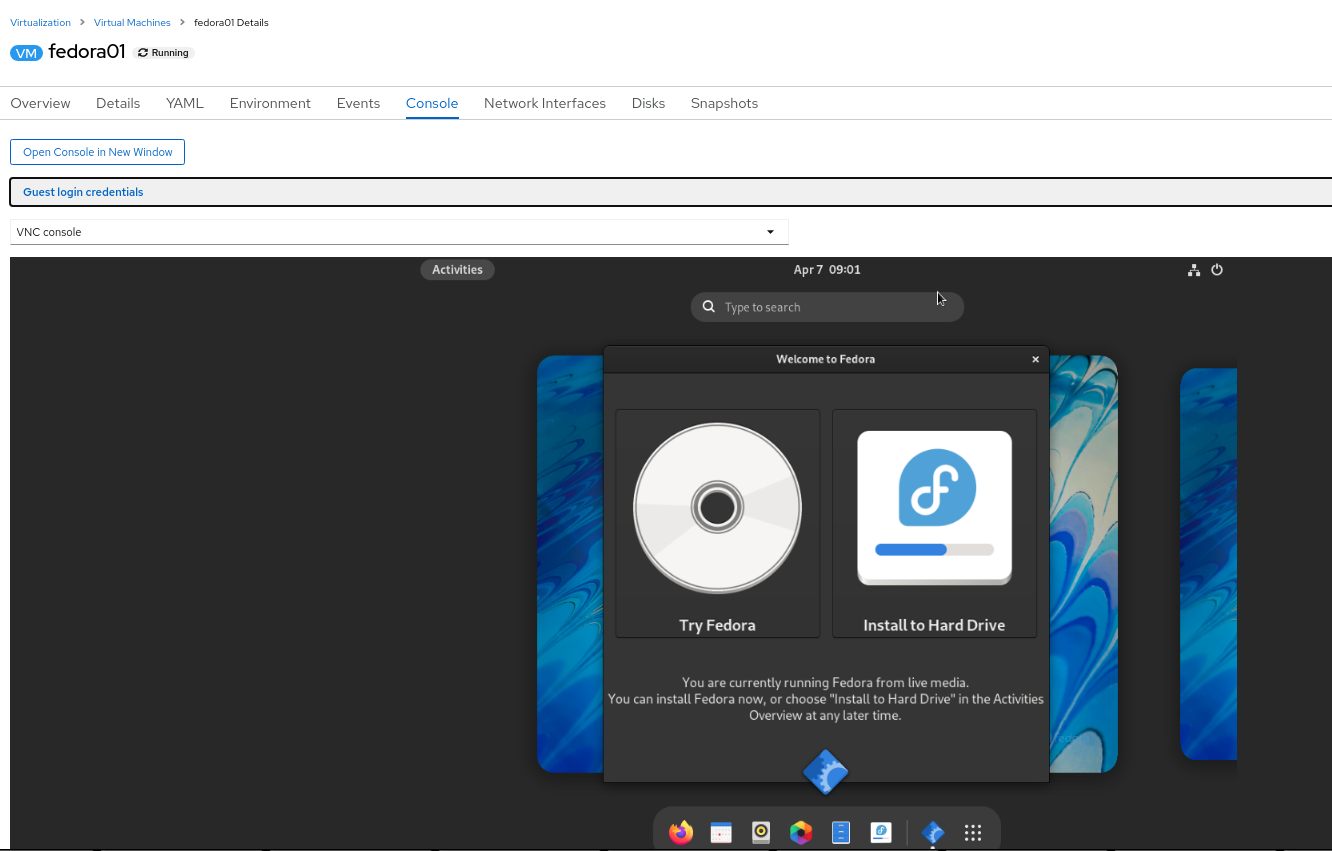 Virtualization > Virtual Machines > fedora01 Details
VM fedora01 Running
Overview Details YAML Environment Events Console Network Interfaces Disks Snapshots
Open Console in New Window
Guest login credentials
VNC console
Activities Apr 7 09:01
Type to search
Welcome to Fedora ×
Try Fedora Install to Hard Drive
You are currently running Fedora from live media.
You can install Fedora now, or choose "Install to Hard Drive" in the Activities
Overview at any later time.